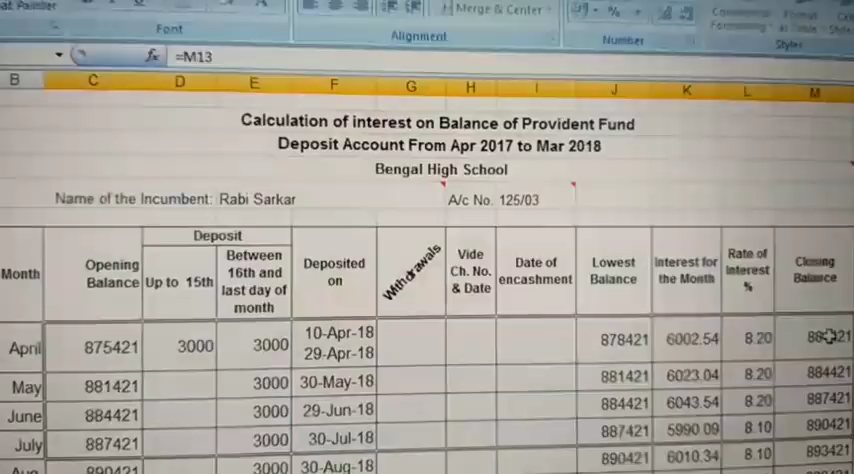 Merge & Center
%
Font
Alignment
Number
Styles
fx =M13
B C D E F G H I J K L M
Calculation of interest on Balance of Provident Fund
Deposit Account From Apr 2017 to Mar 2018
Bengal High School
Name of the Incumbent: Rabi Sarkar A/c No. 125/03
Month
Opening
Balance
Deposit
Up to 15th
Between
16th and
last day of
month
Deposited
on
Withdrawals
Vide
Ch. No.
& Date
Date of
encashment
Lowest
Balance
Interest for
the Month
Rate of
Interest
%
Closing
Balance
April 875421 3000 3000 10-Apr-18 29-Apr-18 878421 6002.54 8.20
May 881421 3000 30-May-18 881421 6023.04 8.20 884421
June 884421 3000 29-Jun-18 884421 6043.54 8.20 887421
July 887421 3000 30-Jul-18 887421 5990.09 8.10 890421
890421 3000 30-Aug-18 890421 6010.34 8.10 893421